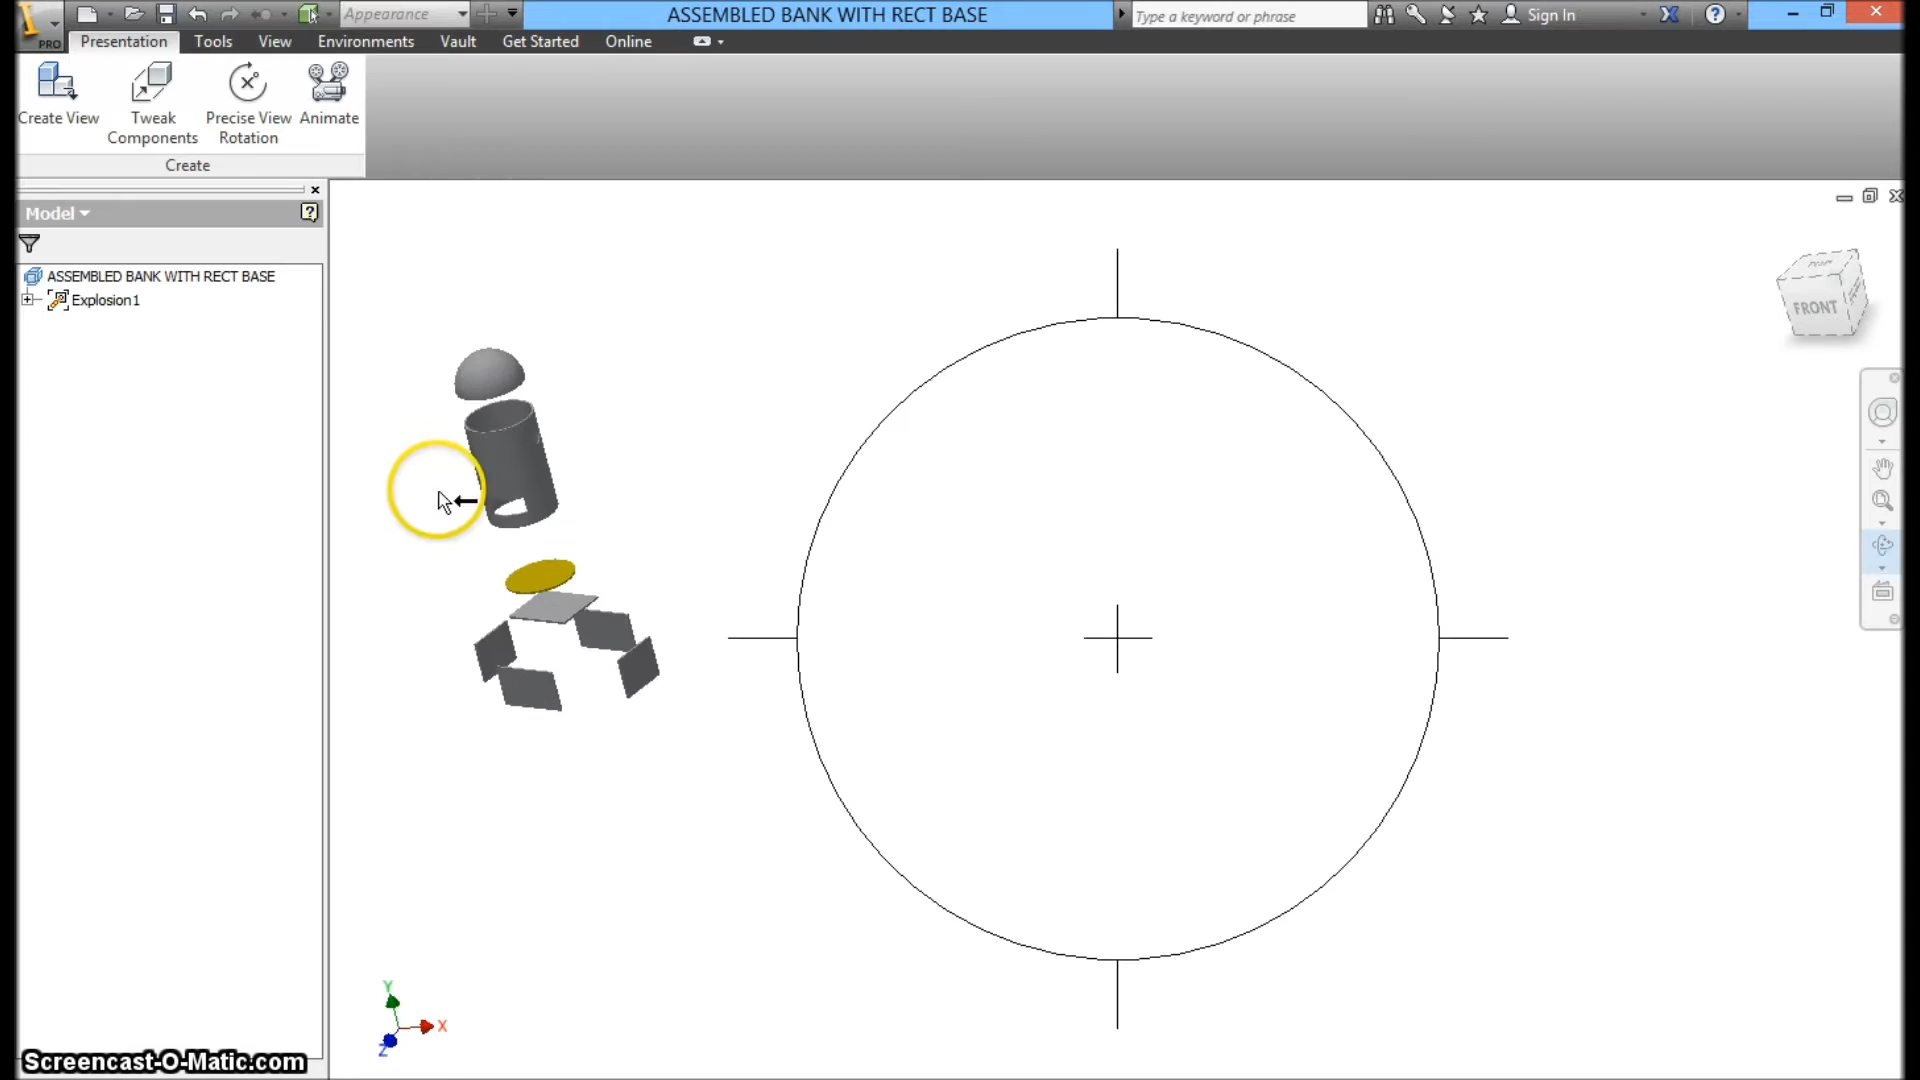 Appearance
ASSEMBLED BANK WITH RECT BASE
Type a keyword or phrase
Sign In
PRO
Presentation
Tools
View
Environments
Vault
Get Started
Online
Create View
Tweak
Components
Precise View
Rotation
Animate
Create
Model
ASSEMBLED BANK WITH RECT BASE
Explosion1
FRONT
Y
X
Z
Screencast-O-Matic.com